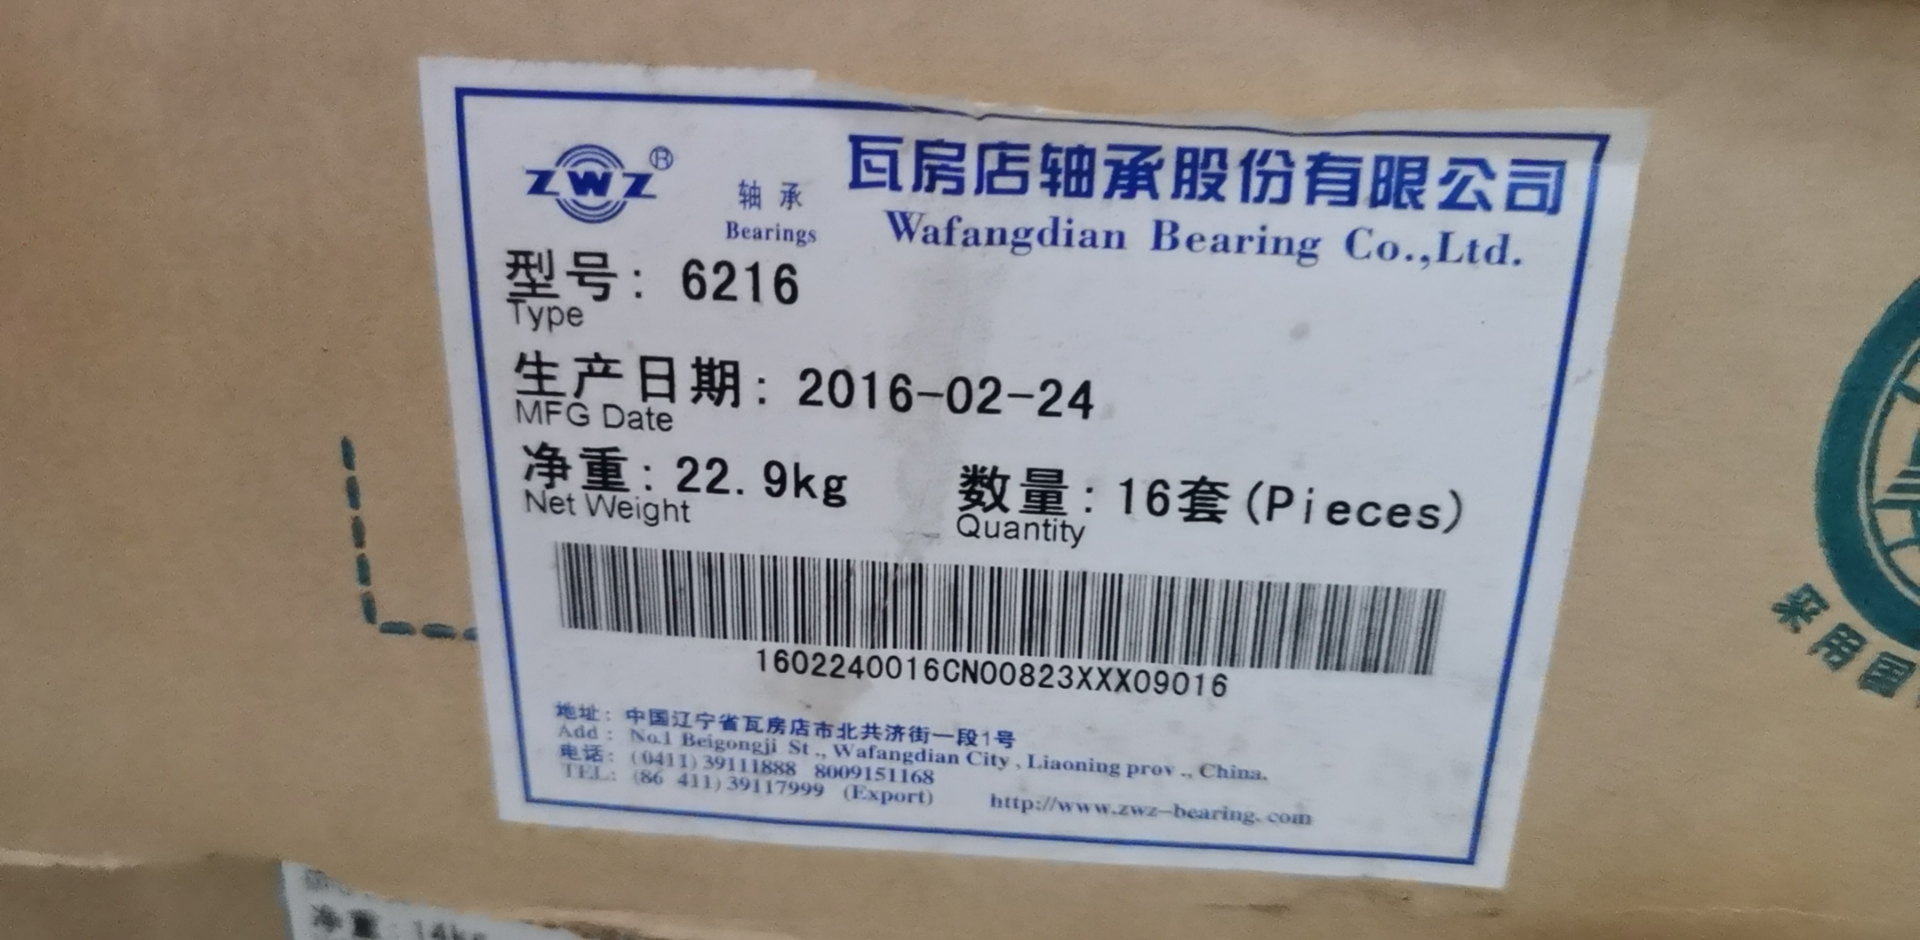 ZWZ®
轴承
Bearings
瓦房店轴承股份有限公司
Wafangdian Bearing Co.,Ltd.
型号: 6216
Type
生产日期: 2016-02-24
MFG Date
净重: 22.9kg 数量: 16套(Pieces)
Net Weight Quantity
1602240016CN00823XXX09016
地址: 中国辽宁省瓦房店市北共济街一段1号
Add: No.1 Beigongji St., Wafangdian City, Liaoning prov., China.
电话: (0411)39111888 8009151168
TEL: (86 411)39117999 (Export) http://www.zwz-bearing.com
采用国
净重: 14kg